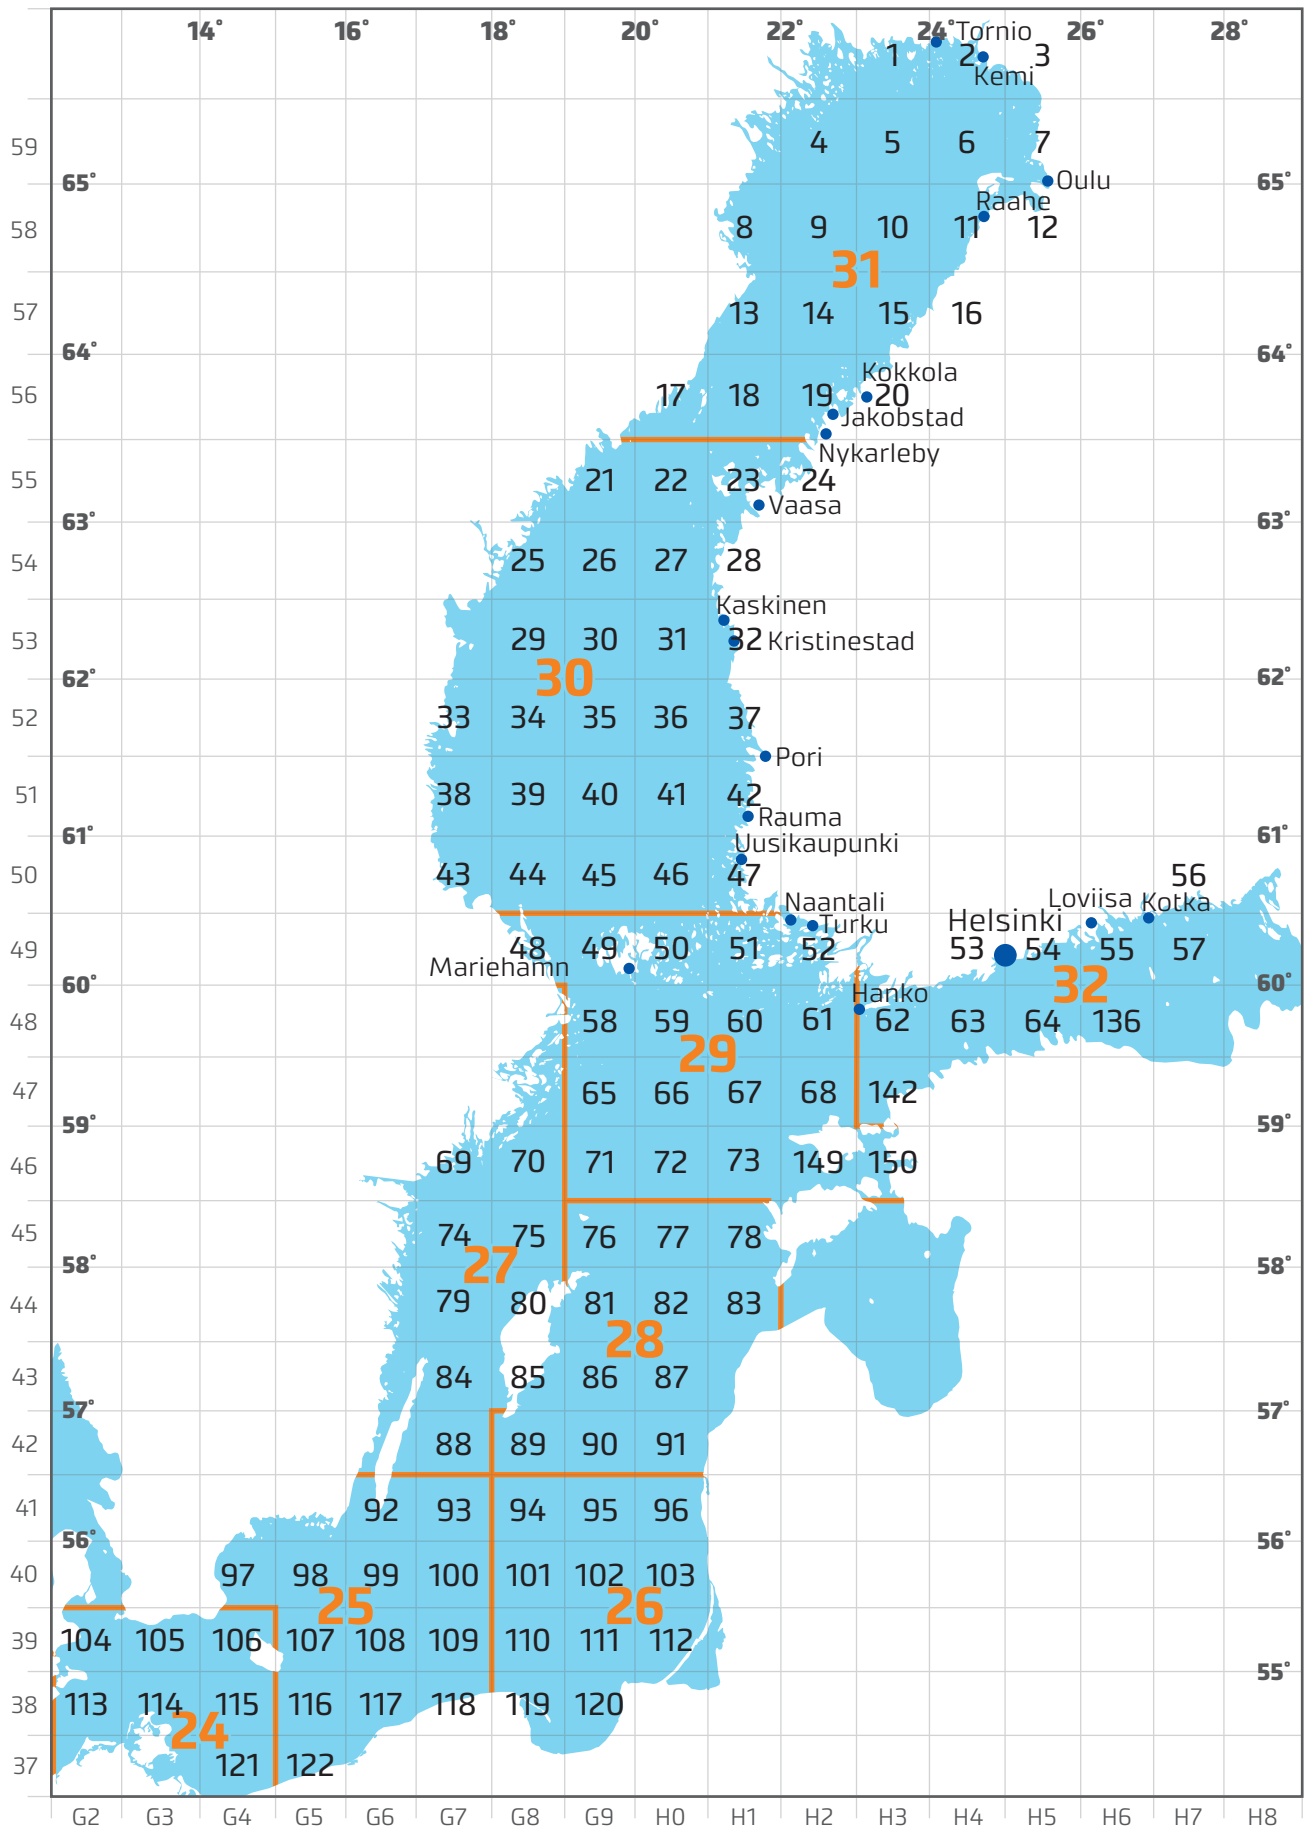 14° 16° 18° 20° 22° 24° 26° 28°
Tornio
1 2 3
Kemi
59 4 5 6 7
65° Oulu 65°
Raahe
58 8 9 10 11 12
31
57 13 14 15 16
64° 64°
Kokkola
56 17 18 19 20
Jakobstad
Nykarleby
55 21 22 23 24
Vaasa
63° 63°
54 25 26 27 28
Kaskinen
53 29 30 31 32 Kristinestad
62° 30 62°
52 33 34 35 36 37
Pori
51 38 39 40 41 42
Rauma
61° 61°
Uusikaupunki
50 43 44 45 46 47 56
Naantali Loviisa Kotka
Turku Helsinki
49 48 49 50 51 52 53 54 55 57
Mariehamn
60° 32 60°
Hanko
48 58 59 60 61 62 63 64 136
29
47 65 66 67 68 142
59° 59°
46 69 70 71 72 73 149 150
45 74 75 76 77 78
58° 27 58°
44 79 80 81 82 83
28
43 84 85 86 87
57° 57°
42 88 89 90 91
41 92 93 94 95 96
56° 56°
40 97 98 99 100 101 102 103
25 26
39 104 105 106 107 108 109 110 111 112
55°
38 113 114 115 116 117 118 119 120
24
37 121 122
G2 G3 G4 G5 G6 G7 G8 G9 H0 H1 H2 H3 H4 H5 H6 H7 H8